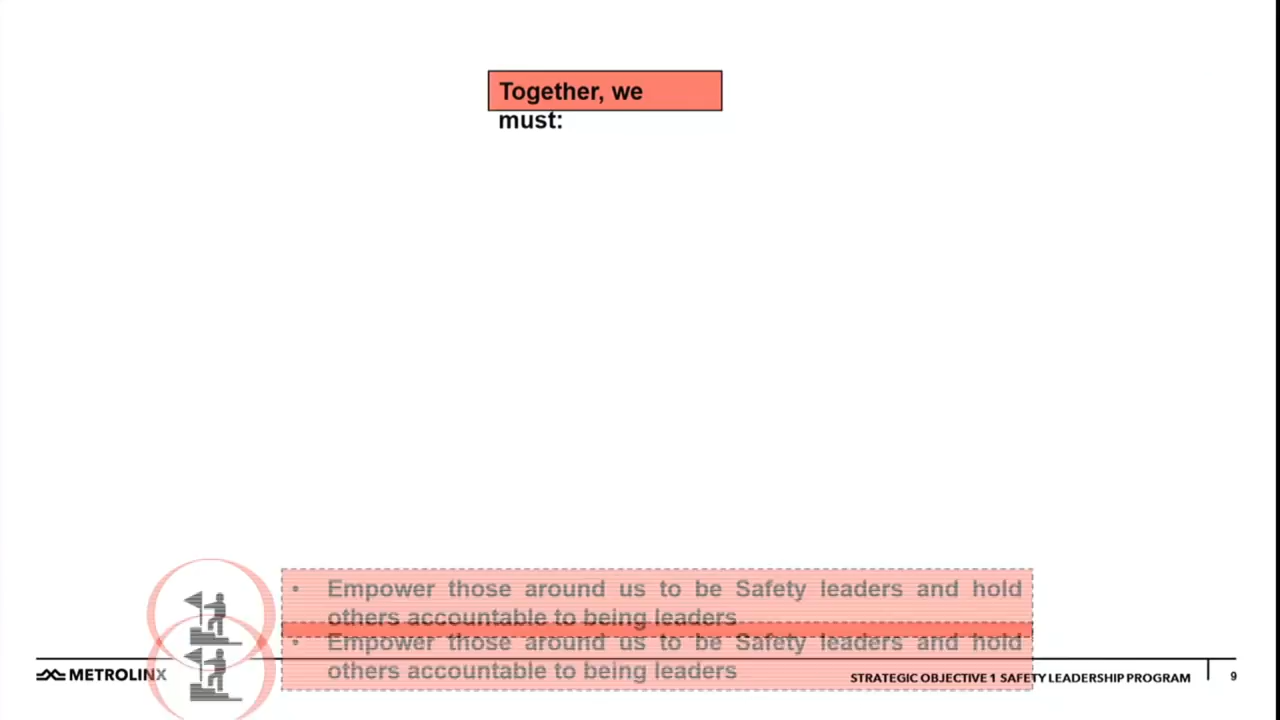 Together, we
must:
• Empower those around us to be Safety leaders and hold
others accountable to being leaders
• Empower those around us to be Safety leaders and hold
others accountable to being leaders
METROLINX
STRATEGIC OBJECTIVE 1 SAFETY LEADERSHIP PROGRAM
9